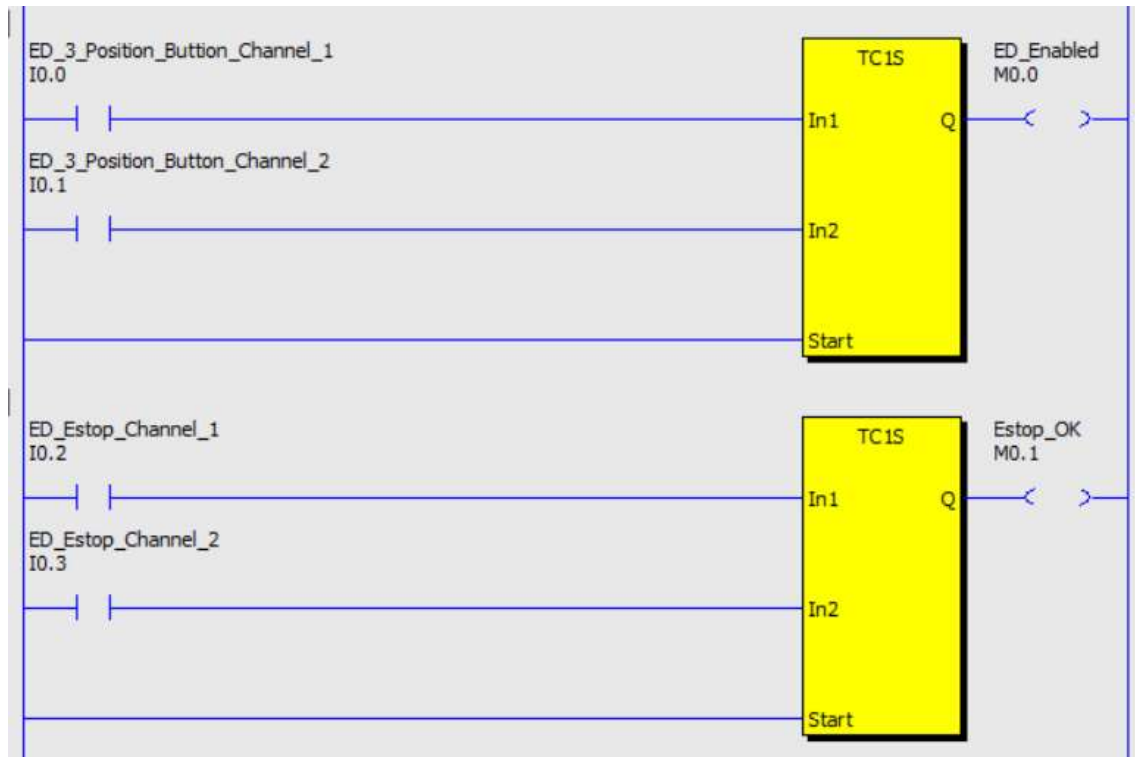 ED_3_Position_Buttion_Channel_1
I0.0
TC1S
ED_Enabled
M0.0
In1
Q
ED_3_Position_Button_Channel_2
I0.1
In2
Start
ED_Estop_Channel_1
I0.2
TC1S
Estop_OK
M0.1
In1
Q
ED_Estop_Channel_2
I0.3
In2
Start